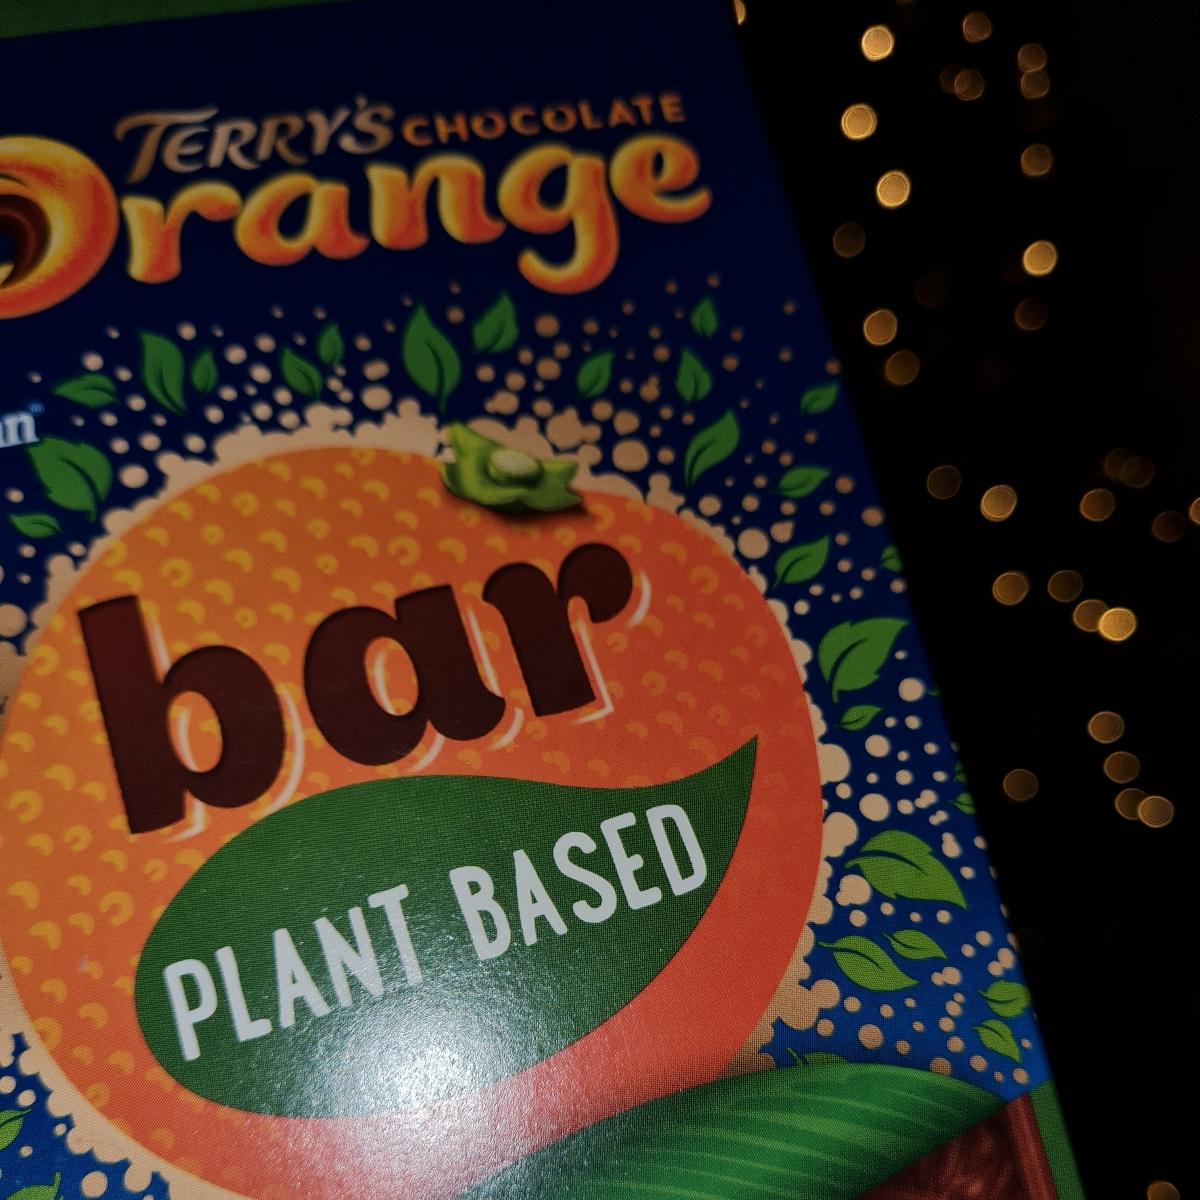 TERRY'S CHOCOLATE
Orange
bar
PLANT BASED